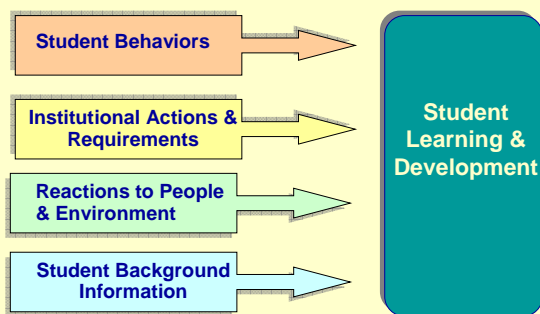 Student Behaviors
Institutional Actions &
Requirements
Reactions to People
& Environment
Student Background
Information
Student
Learning &
Development